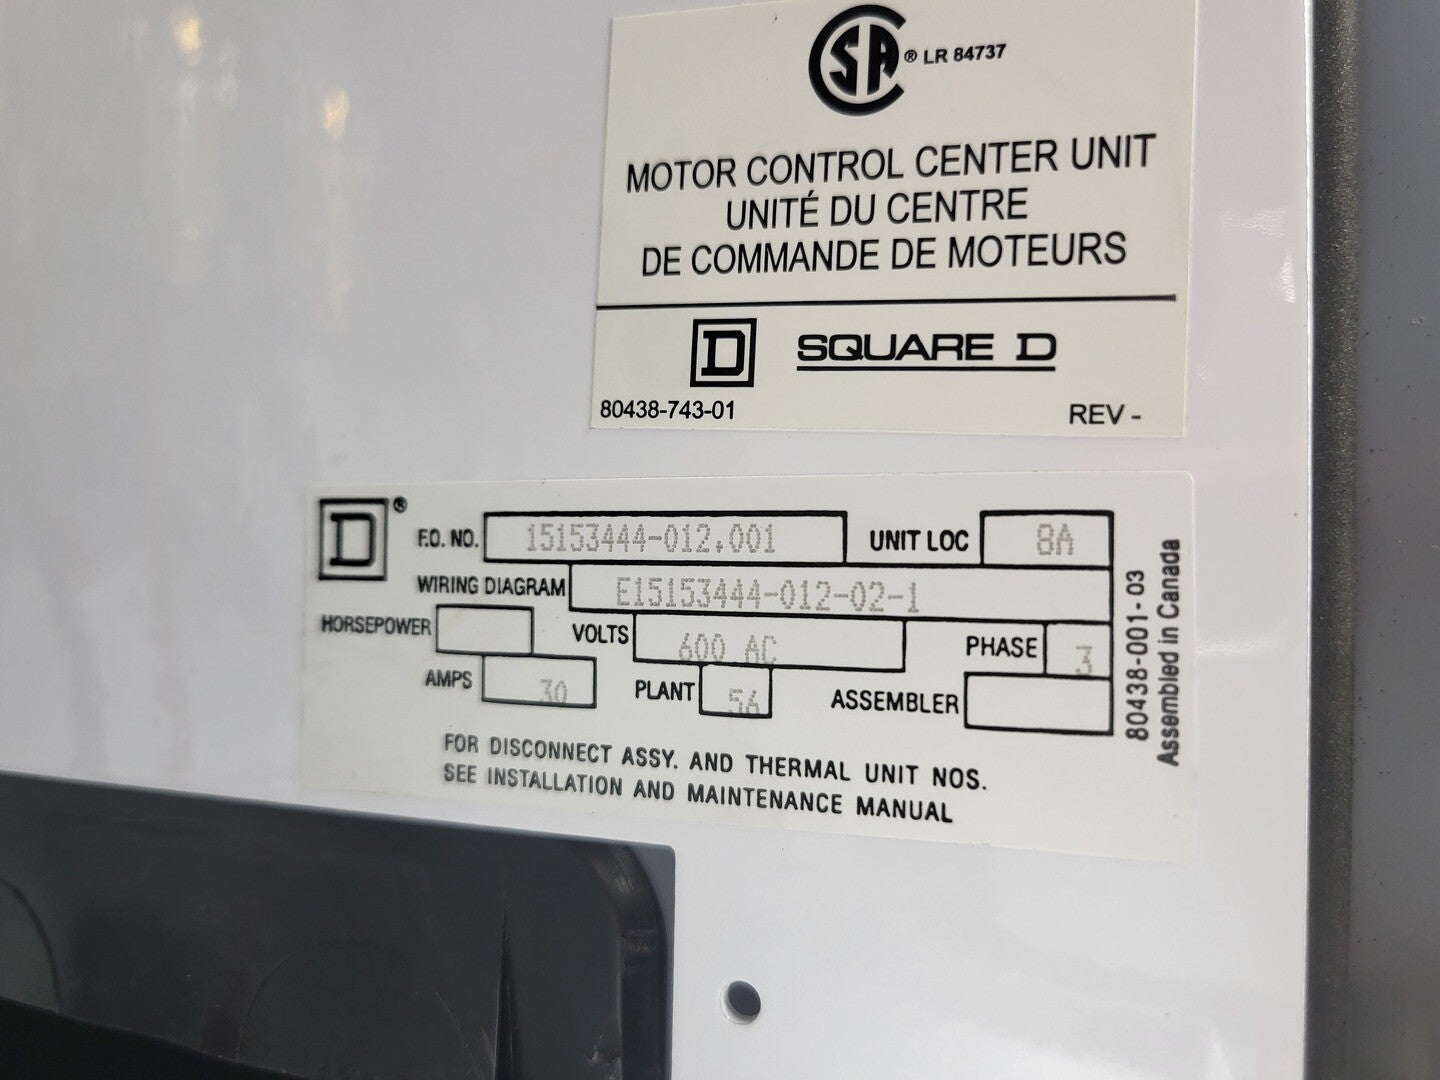 CSA ® LR 84737
MOTOR CONTROL CENTER UNIT
UNITÉ DU CENTRE
DE COMMANDE DE MOTEURS
D SQUARE D
80438-743-01 REV -
D ® F.O. NO. 15153444-012.001 UNIT LOC 8A
WIRING DIAGRAM E15153444-012-02-1
HORSEPOWER VOLTS 600 AC PHASE 3
AMPS 30 PLANT 56 ASSEMBLER
FOR DISCONNECT ASSY. AND THERMAL UNIT NOS.
SEE INSTALLATION AND MAINTENANCE MANUAL
80438-001-03
Assembled in Canada